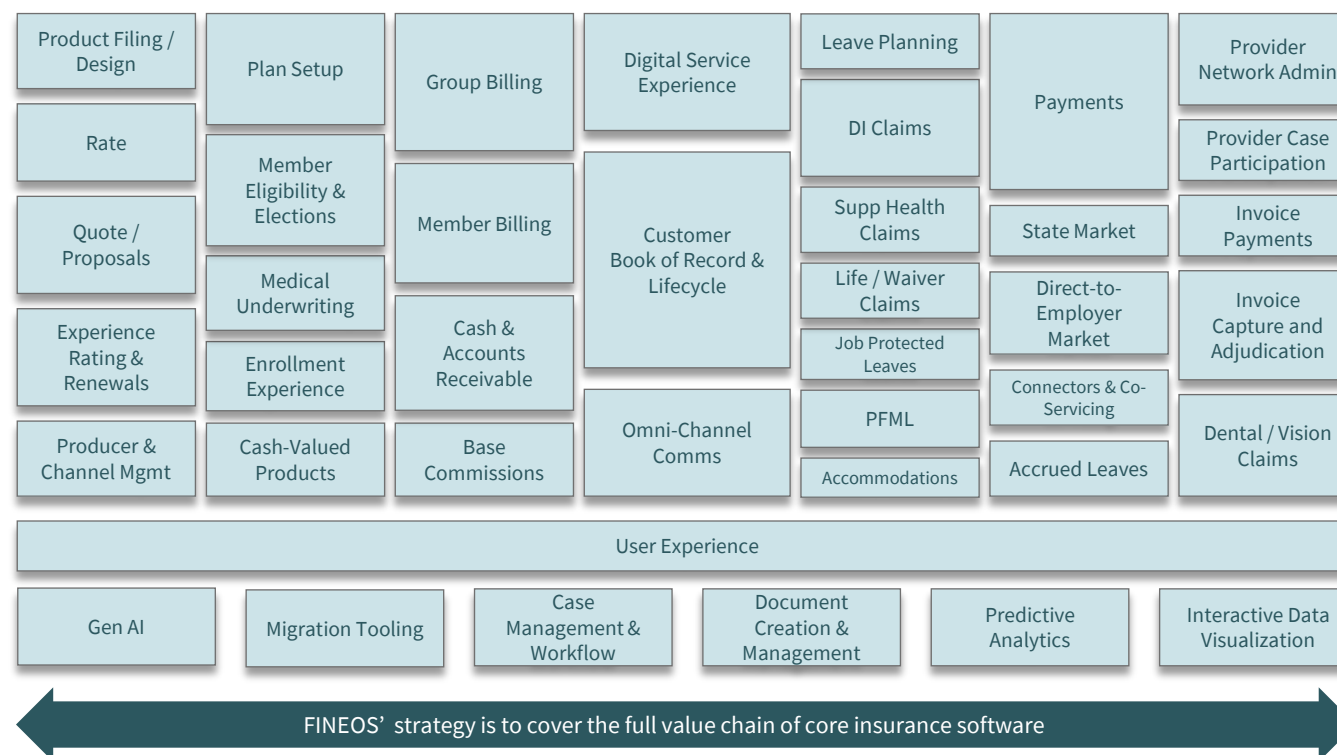 Product Filing /
Design
Rate
Quote /
Proposals
Experience
Rating &
Renewals
Producer &
Channel Mgmt
Plan Setup
Member
Eligibility &
Elections
Medical
Underwriting
Enrollment
Experience
Cash-Valued
Products
Group Billing
Member Billing
Cash &
Accounts
Receivable
Base
Commissions
Digital Service
Experience
Customer
Book of Record &
Lifecycle
Omni-Channel
Comms
Leave Planning
DI Claims
Supp Health
Claims
Life / Waiver
Claims
Job Protected
Leaves
PFML
Accommodations
Payments
State Market
Direct-to-
Employer
Market
Connectors & Co-
Servicing
Accrued Leaves
Provider
Network Admin
Provider Case
Participation
Invoice
Payments
Invoice
Capture and
Adjudication
Dental / Vision
Claims
User Experience
Gen AI
Migration Tooling
Case
Management &
Workflow
Document
Creation &
Management
Predictive
Analytics
Interactive Data
Visualization
FINEOS’ strategy is to cover the full value chain of core insurance software